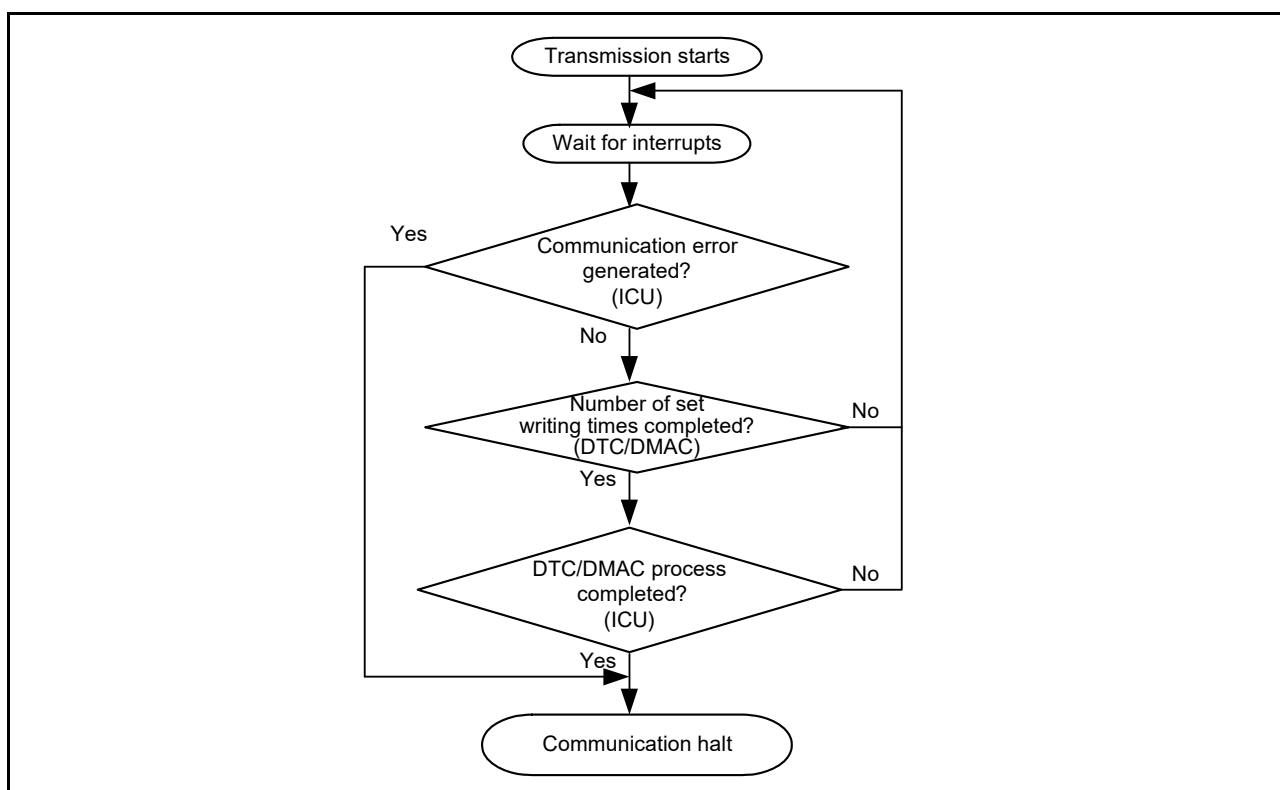 Transmission starts
Wait for interrupts
Yes
Communication error
generated?
(ICU)
No
Number of set
writing times completed?
(DTC/DMAC)
No
Yes
DTC/DMAC process
completed?
(ICU)
No
Yes
Communication halt